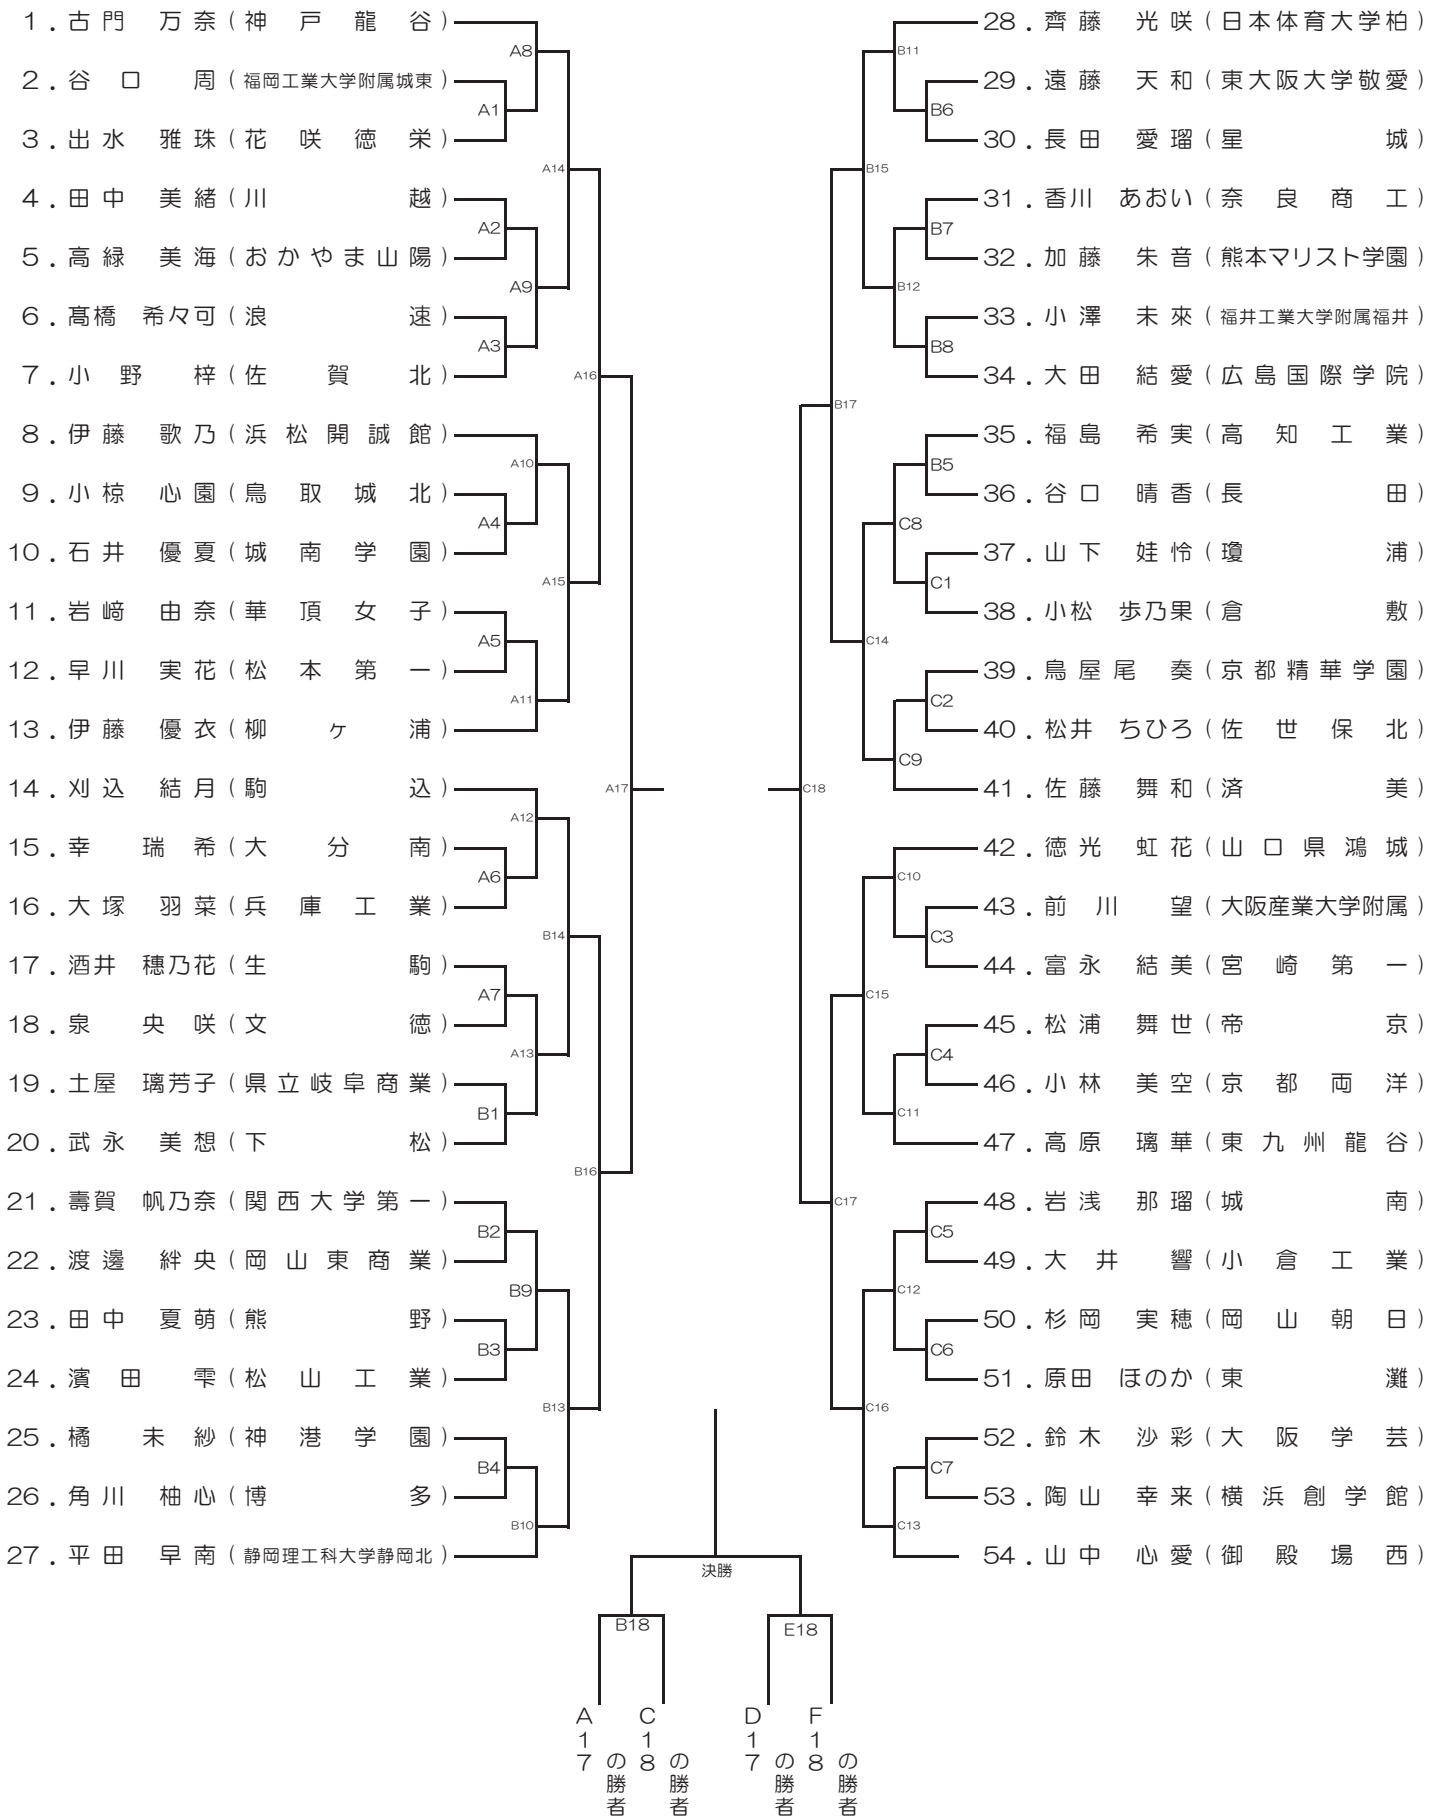 1．古門　万奈（神戸龍谷）
2．谷口　周（福岡工業大学附属城東）
3．出水　雅珠（花咲徳栄）
4．田中　美緒（川越）
5．高緑　美海（おかやま山陽）
6．髙橋　希々可（浪速）
7．小野　梓（佐賀北）
8．伊藤　歌乃（浜松開誠館）
9．小椋　心園（鳥取城北）
10．石井　優夏（城南学園）
11．岩﨑　由奈（華頂女子）
12．早川　実花（松本第一）
13．伊藤　優衣（柳ヶ浦）
14．刈込　結月（駒込）
15．幸　瑞希（大分南）
16．大塚　羽菜（兵庫工業）
17．酒井　穂乃花（生駒）
18．泉　央咲（文徳）
19．土屋　璃芳子（県立岐阜商業）
20．武永　美想（下松）
21．壽賀　帆乃奈（関西大学第一）
22．渡邊　絆央（岡山東商業）
23．田中　夏萌（熊野）
24．濱田　雫（松山工業）
25．橘　未紗（神港学園）
26．角川　柚心（博多）
27．平田　早南（静岡理工科大学静岡北）
A8
A1
A14
A2
A9
A3
A16
A10
A4
A15
A5
A11
A17
A12
A6
B14
A7
A13
B1
B16
B2
B9
B3
B13
B4
B10
28．齊藤　光咲（日本体育大学柏）
29．遠藤　天和（東大阪大学敬愛）
30．長田　愛瑠（星城）
31．香川　あおい（奈良商工）
32．加藤　朱音（熊本マリスト学園）
33．小澤　未來（福井工業大学附属福井）
34．大田　結愛（広島国際学院）
35．福島　希実（高知工業）
36．谷口　晴香（長田）
37．山下　娃怜（瓊浦）
38．小松　歩乃果（倉敷）
39．鳥屋尾　奏（京都精華学園）
40．松井　ちひろ（佐世保北）
41．佐藤　舞和（済美）
42．徳光　虹花（山口県鴻城）
43．前川　望（大阪産業大学附属）
44．富永　結美（宮崎第一）
45．松浦　舞世（帝京）
46．小林　美空（京都両洋）
47．高原　璃華（東九州龍谷）
48．岩浅　那瑠（城南）
49．大井　響（小倉工業）
50．杉岡　実穂（岡山朝日）
51．原田　ほのか（東灘）
52．鈴木　沙彩（大阪学芸）
53．陶山　幸来（横浜創学館）
54．山中　心愛（御殿場西）
B11
B6
B15
B7
B12
B8
B17
B5
C8
C1
C14
C2
C9
C18
C10
C3
C15
C4
C11
C17
C5
C12
C6
C16
C7
C13
決勝
B18
E18
A17の勝者
C18の勝者
D17の勝者
F18の勝者